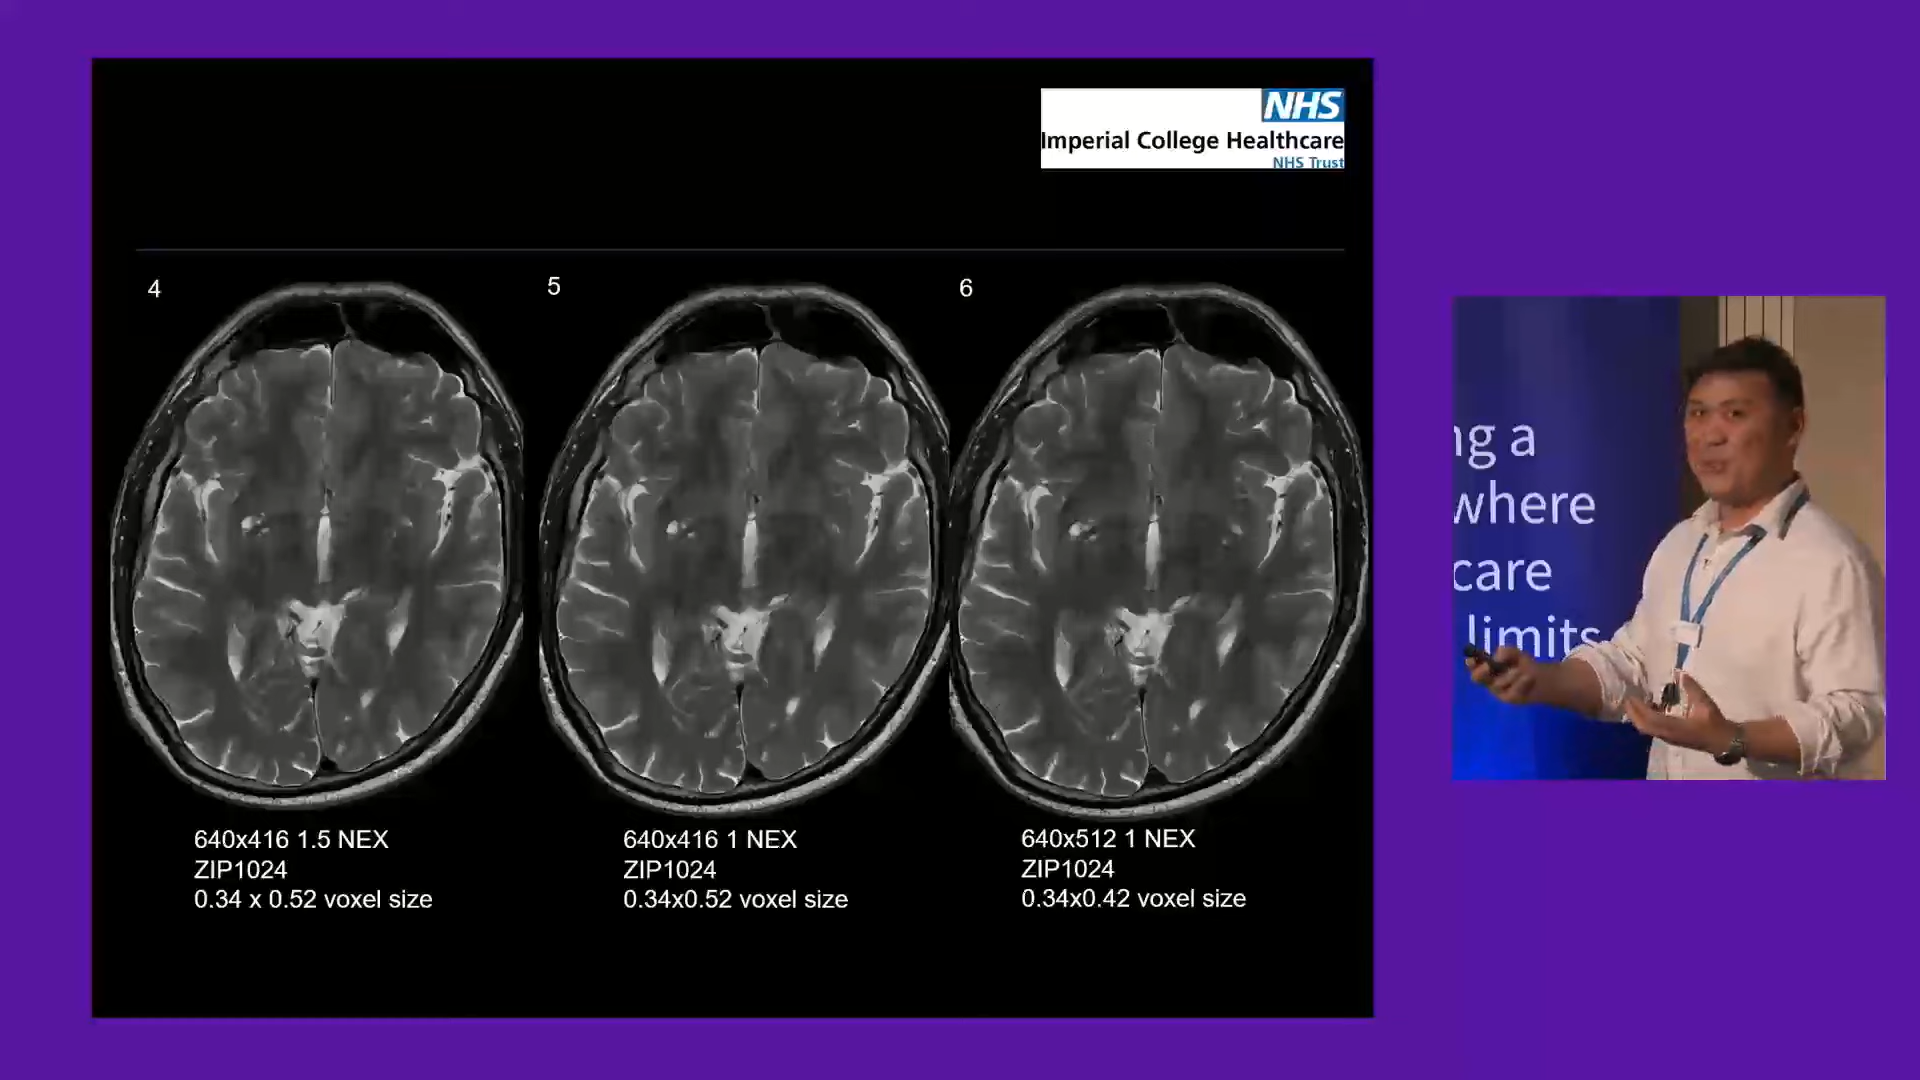 NHS
Imperial College Healthcare
NHS Trust
4
5
6
640x416 1.5 NEX
ZIP1024
0.34 x 0.52 voxel size
640x416 1 NEX
ZIP1024
0.34x0.52 voxel size
640x512 1 NEX
ZIP1024
0.34x0.42 voxel size
ng a
where
care
limits